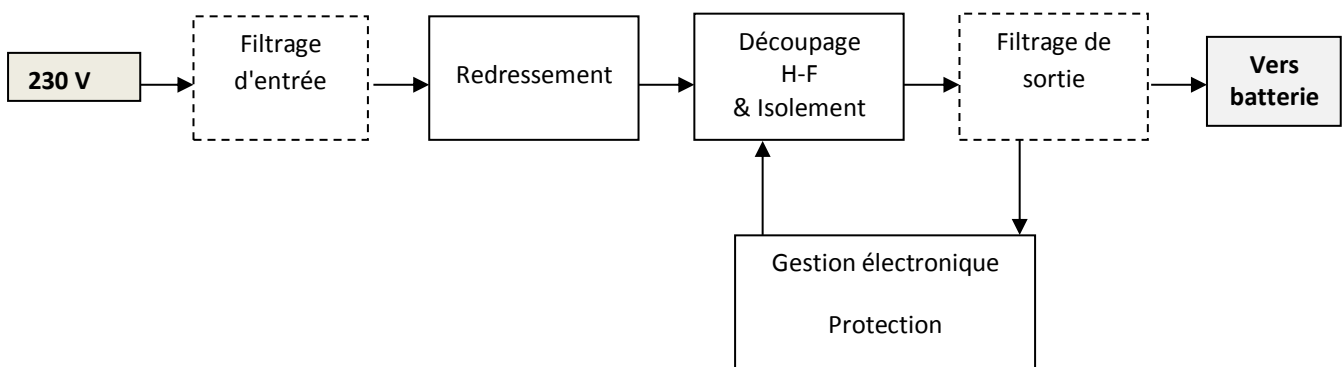 230 V
Filtrage
d'entrée
Redressement
Découpage
H-F
& Isolement
Filtrage de
sortie
Vers
batterie
Gestion électronique
Protection